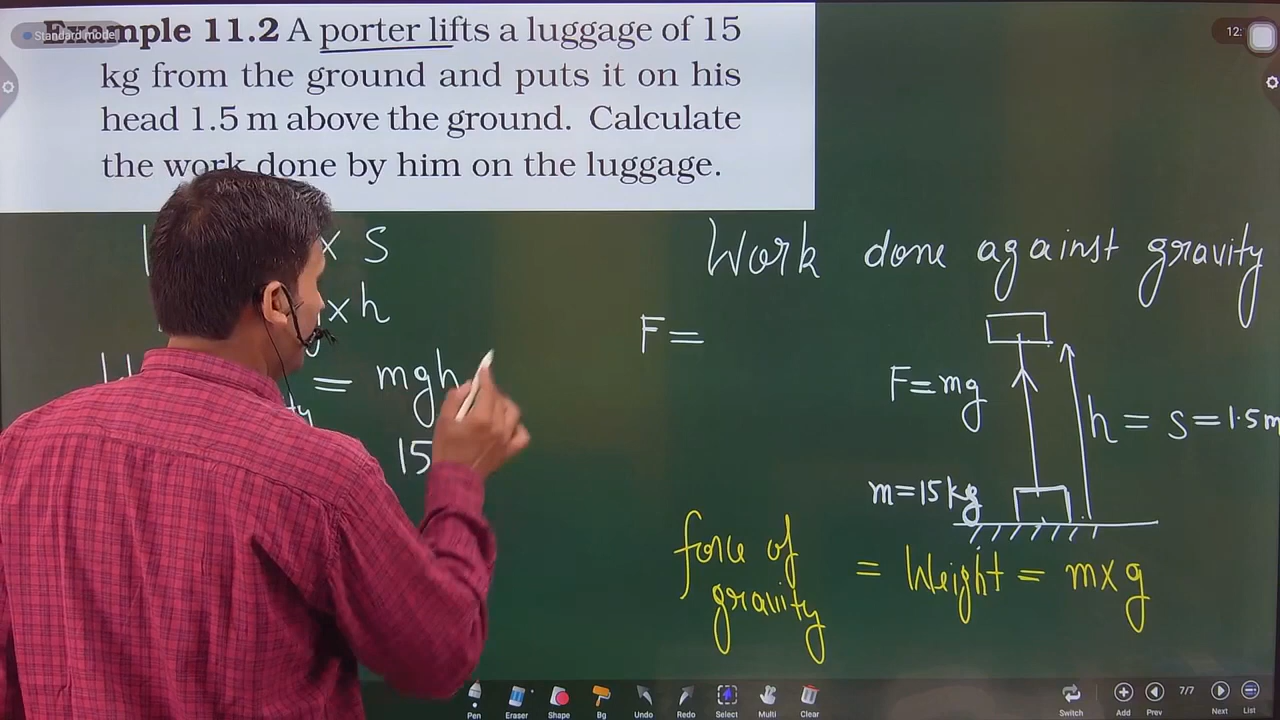 Example 11.2 A porter lifts a luggage of 15
kg from the ground and puts it on his
head 1.5 m above the ground. Calculate
the work done by him on the luggage.
Standard model
12:
× s
× h
= mgh
15
Work done against gravity
F =
F = mg
h = s = 1.5 m
m = 15 kg
force of gravity = Weight = m x g
Pen Eraser Shape Bg Undo Redo Select Multi Clear
Switch Add Prev 7/7 Next List